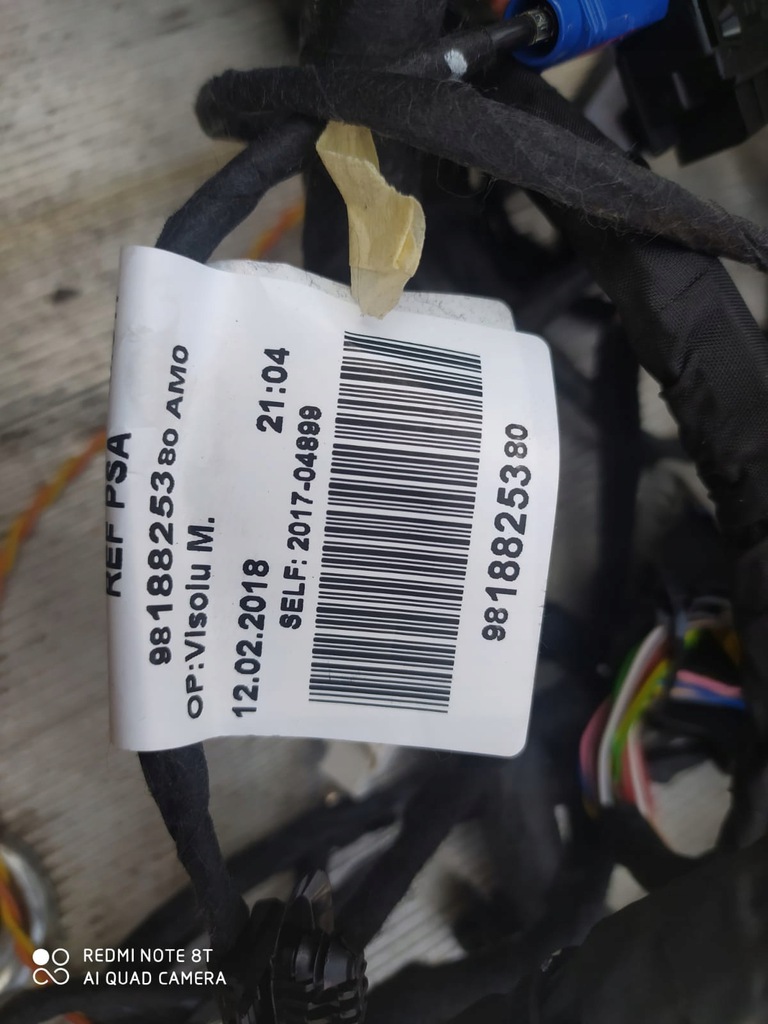 REF PSA
9818825380 AMO
OP:Visolu M.
12.02.2018 21:04
SELF: 2017-04899
9818825380
REDMI NOTE 8T
AI QUAD CAMERA